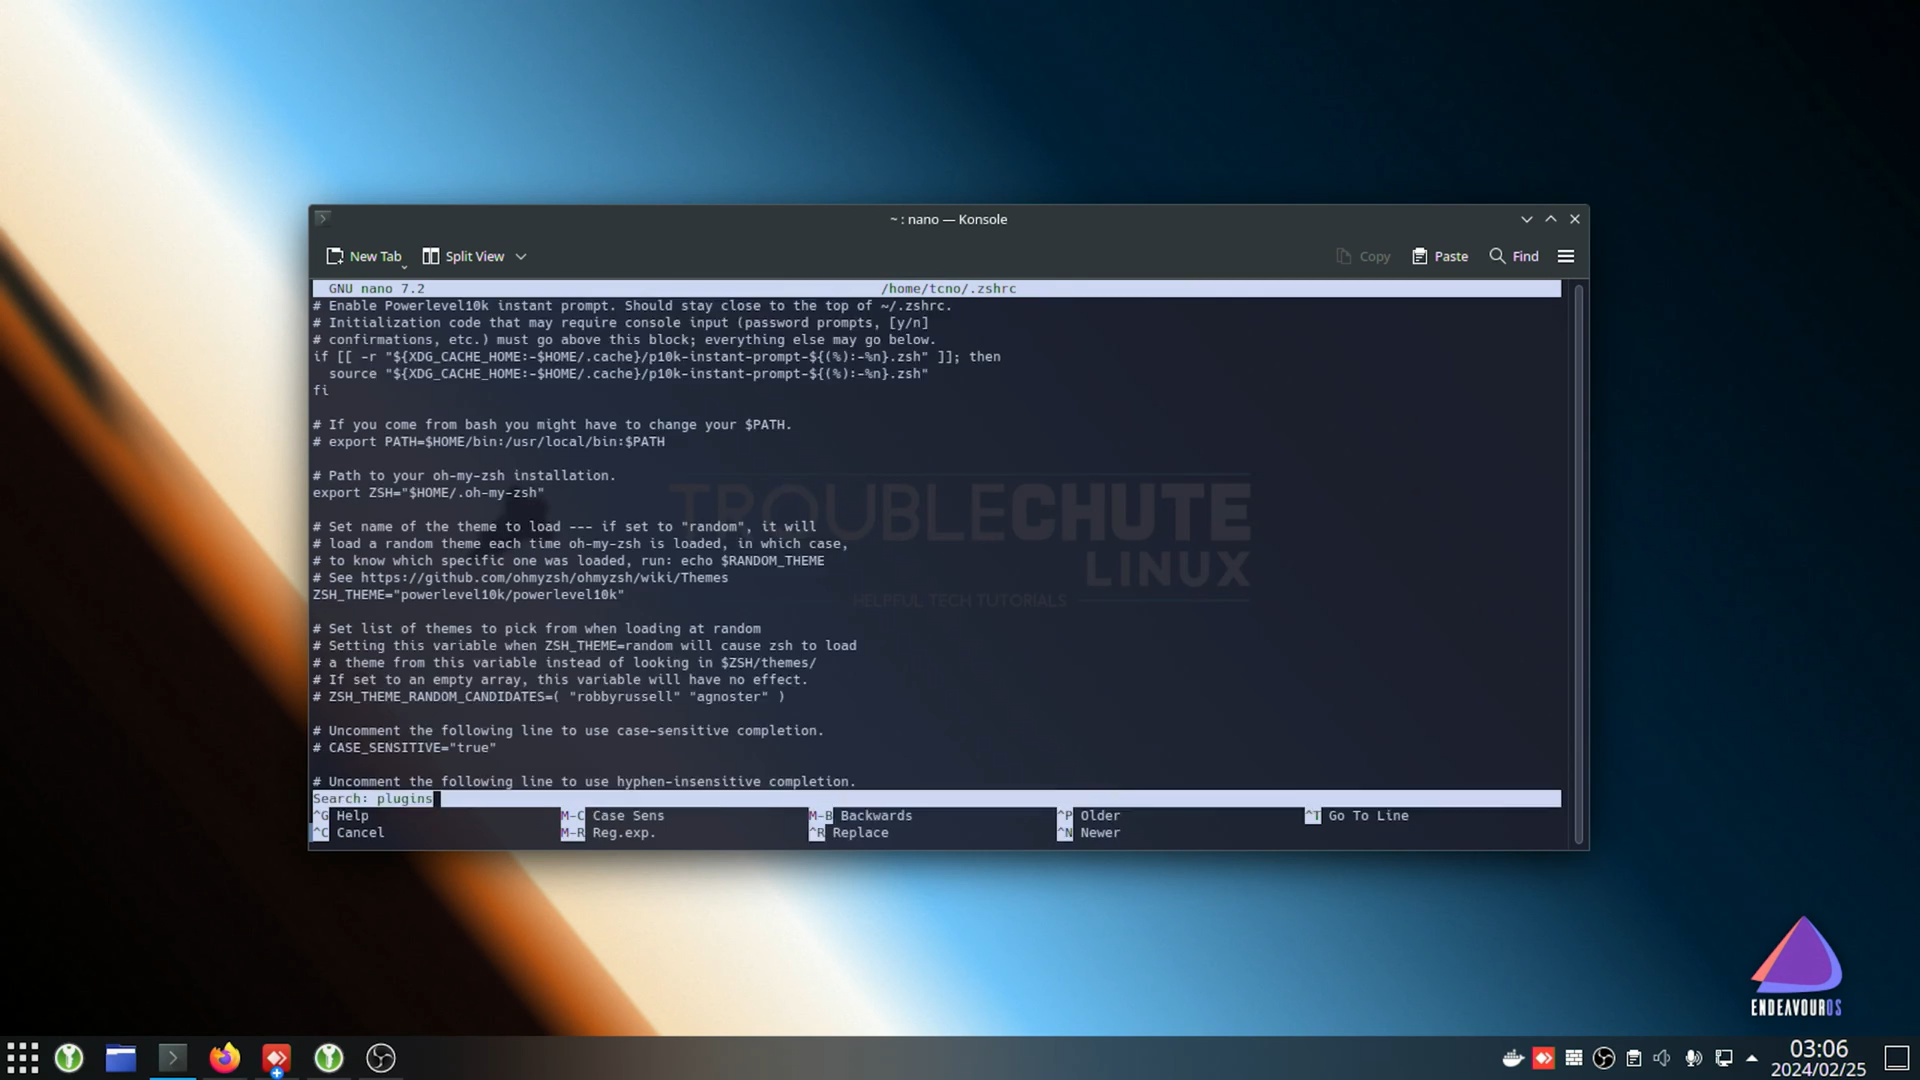 ~ : nano — Konsole
New Tab
Split View
Copy
Paste
Find
GNU nano 7.2
/home/tcno/.zshrc
# Enable Powerlevel10k instant prompt. Should stay close to the top of ~/.zshrc.
# Initialization code that may require console input (password prompts, [y/n]
# confirmations, etc.) must go above this block; everything else may go below.
if [[ -r "${XDG_CACHE_HOME:-$HOME/.cache}/p10k-instant-prompt-${(%):-%n}.zsh" ]]; then
  source "${XDG_CACHE_HOME:-$HOME/.cache}/p10k-instant-prompt-${(%):-%n}.zsh"
fi
# If you come from bash you might have to change your $PATH.
# export PATH=$HOME/bin:/usr/local/bin:$PATH
# Path to your oh-my-zsh installation.
export ZSH="$HOME/.oh-my-zsh"
# Set name of the theme to load --- if set to "random", it will
# load a random theme each time oh-my-zsh is loaded, in which case,
# to know which specific one was loaded, run: echo $RANDOM_THEME
# See https://github.com/ohmyzsh/ohmyzsh/wiki/Themes
ZSH_THEME="powerlevel10k/powerlevel10k"
# Set list of themes to pick from when loading at random
# Setting this variable when ZSH_THEME=random will cause zsh to load
# a theme from this variable instead of looking in $ZSH/themes/
# If set to an empty array, this variable will have no effect.
# ZSH_THEME_RANDOM_CANDIDATES=( "robbyrussell" "agnoster" )
# Uncomment the following line to use case-sensitive completion.
# CASE_SENSITIVE="true"
# Uncomment the following line to use hyphen-insensitive completion.
Search: plugins
^G Help
M-C Case Sens
M-B Backwards
^P Older
^T Go To Line
^C Cancel
M-R Reg.exp.
^R Replace
^N Newer
TROUBLECHUTE
LINUX
HELPFUL TECH TUTORIALS
ENDEAVOUROS
03:06
2024/02/25